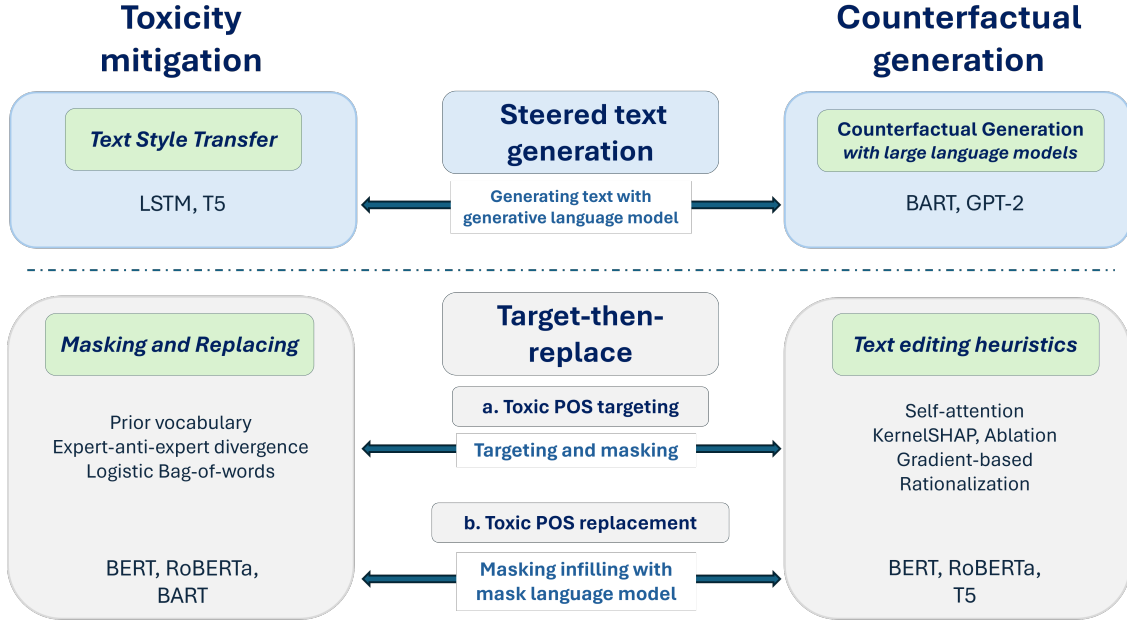 Toxicity
mitigation
Counterfactual
generation
Text Style Transfer
LSTM, T5
Steered text
generation
Generating text with
generative language model
Counterfactual Generation
with large language models
BART, GPT-2
Masking and Replacing
Prior vocabulary
Expert-anti-expert divergence
Logistic Bag-of-words
BERT, RoBERTa,
BART
Target-then-
replace
a. Toxic POS targeting
Targeting and masking
b. Toxic POS replacement
Masking infilling with
mask language model
Text editing heuristics
Self-attention
KernelSHAP, Ablation
Gradient-based
Rationalization
BERT, RoBERTa,
T5